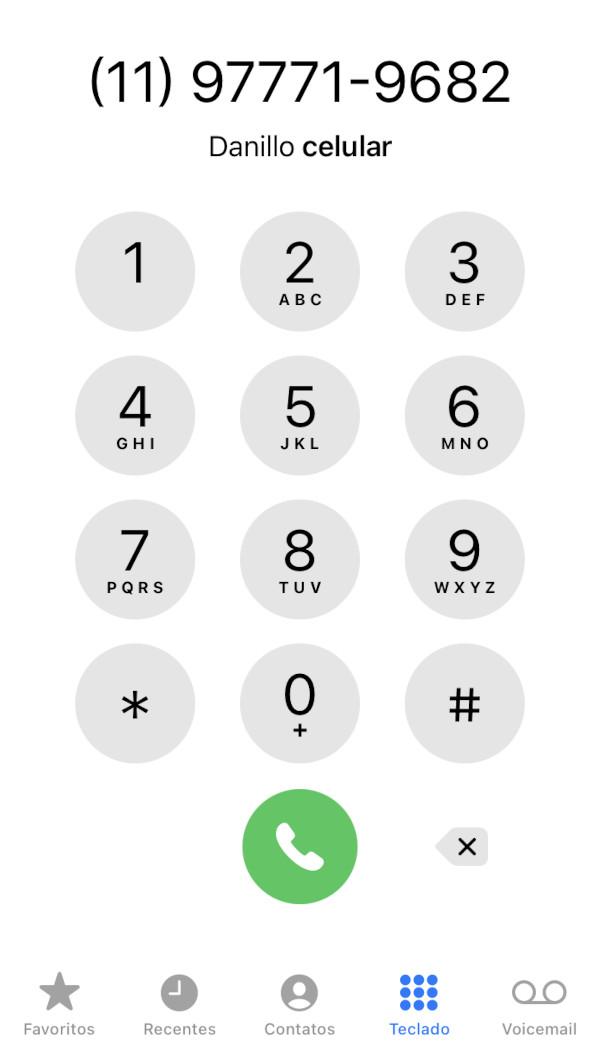 (11) 97771-9682
Danillo celular
1 2 3
ABC DEF
4 5 6
GHI JKL MNO
7 8 9
PQRS TUV WXYZ
* 0 #
+
Favoritos Recentes Contatos Teclado Voicemail